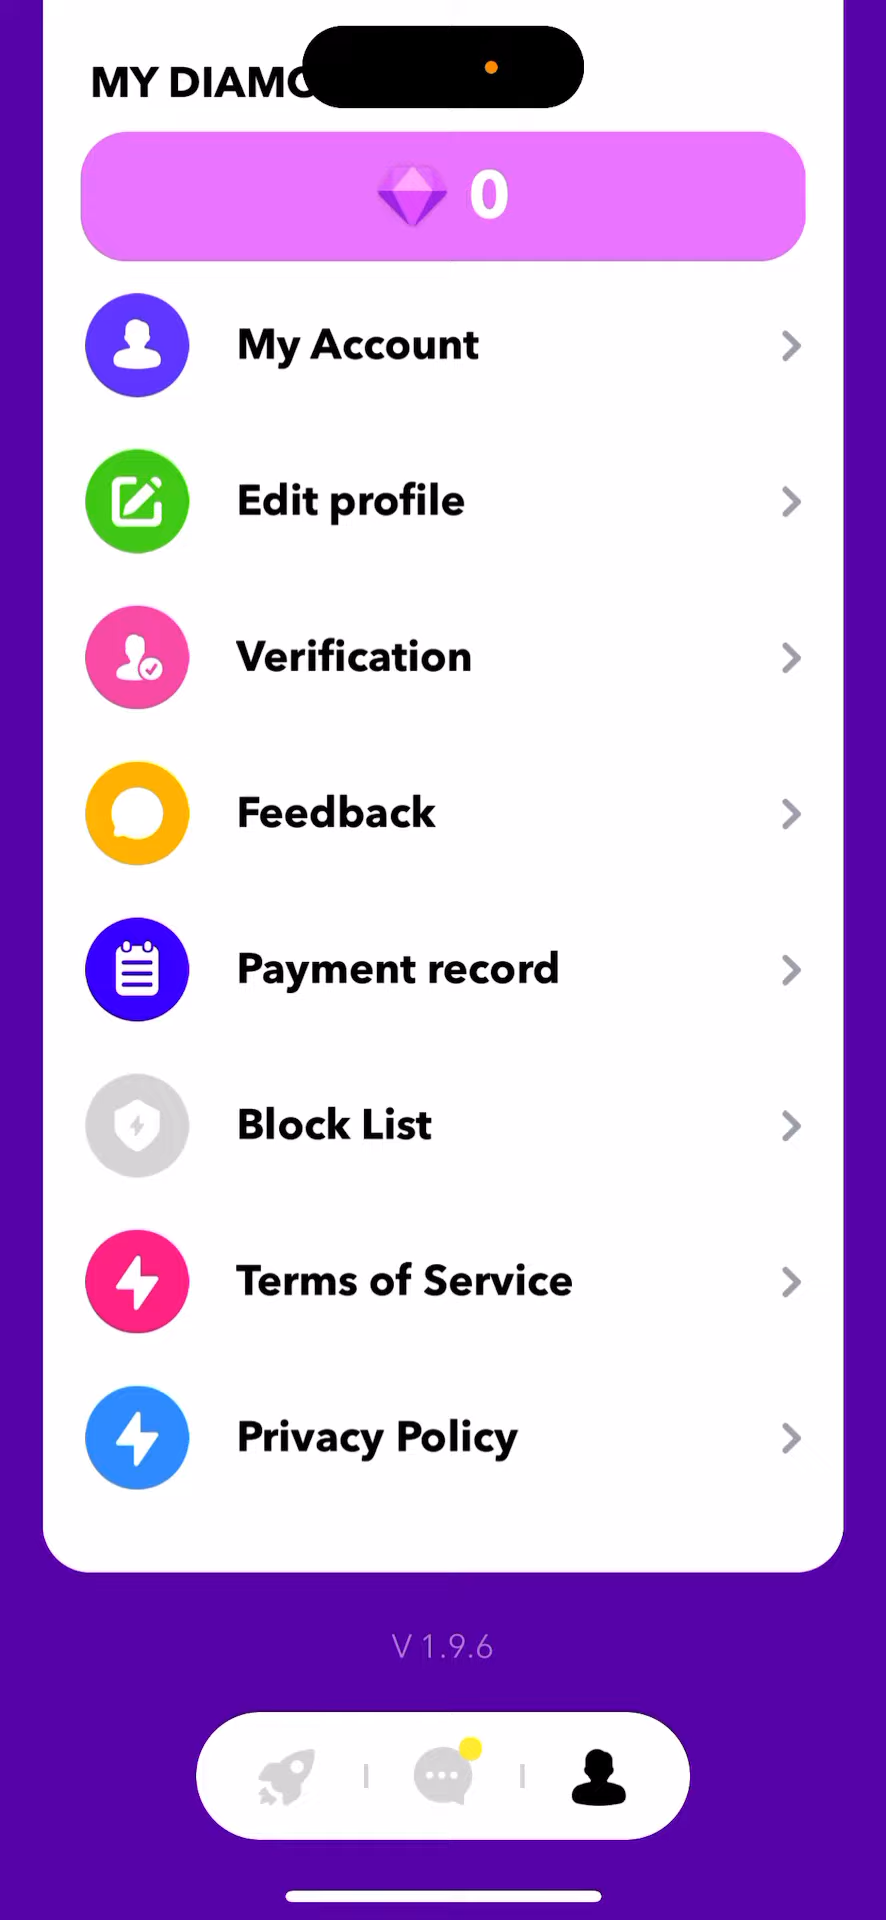 MY DIAMO
0
My Account
Edit profile
Verification
Feedback
Payment record
Block List
Terms of Service
Privacy Policy
V 1.9.6